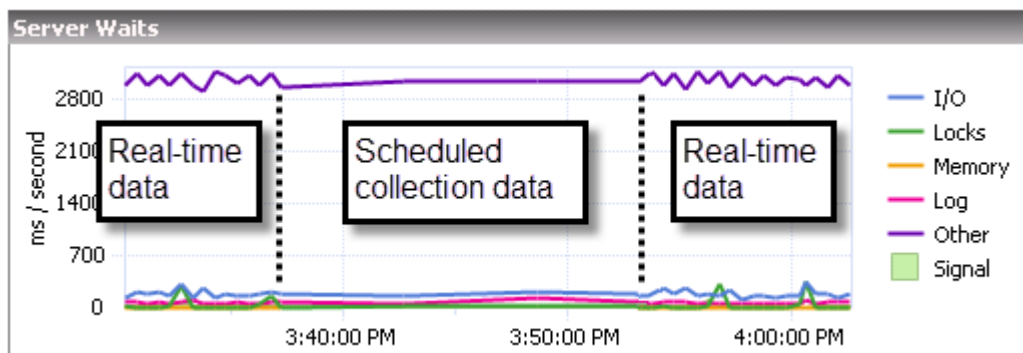 Server Waits
2800
2100
1400
700
0
ms / second
Real-time
data
Scheduled
collection data
Real-time
data
3:40:00 PM
3:50:00 PM
4:00:00 PM
I/O
Locks
Memory
Log
Other
Signal